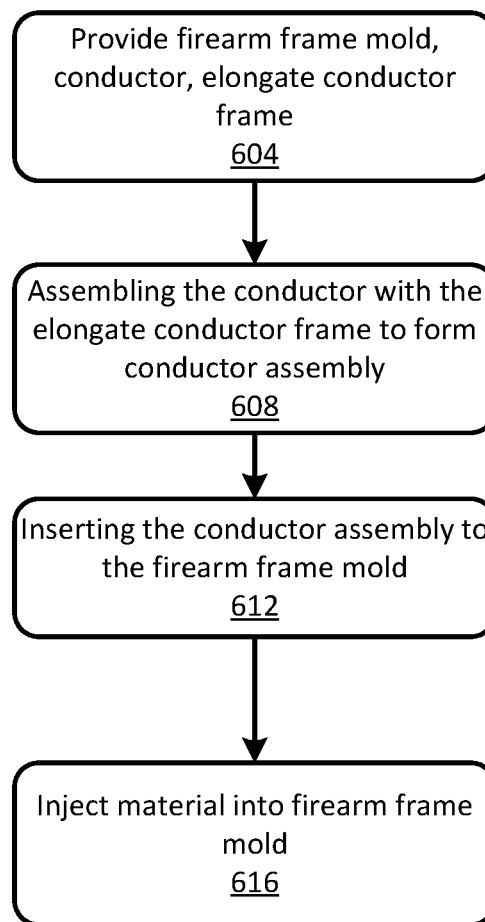 Provide firearm frame mold,
conductor, elongate conductor
frame
604
Assembling the conductor with the
elongate conductor frame to form
conductor assembly
608
Inserting the conductor assembly to
the firearm frame mold
612
Inject material into firearm frame
mold
616